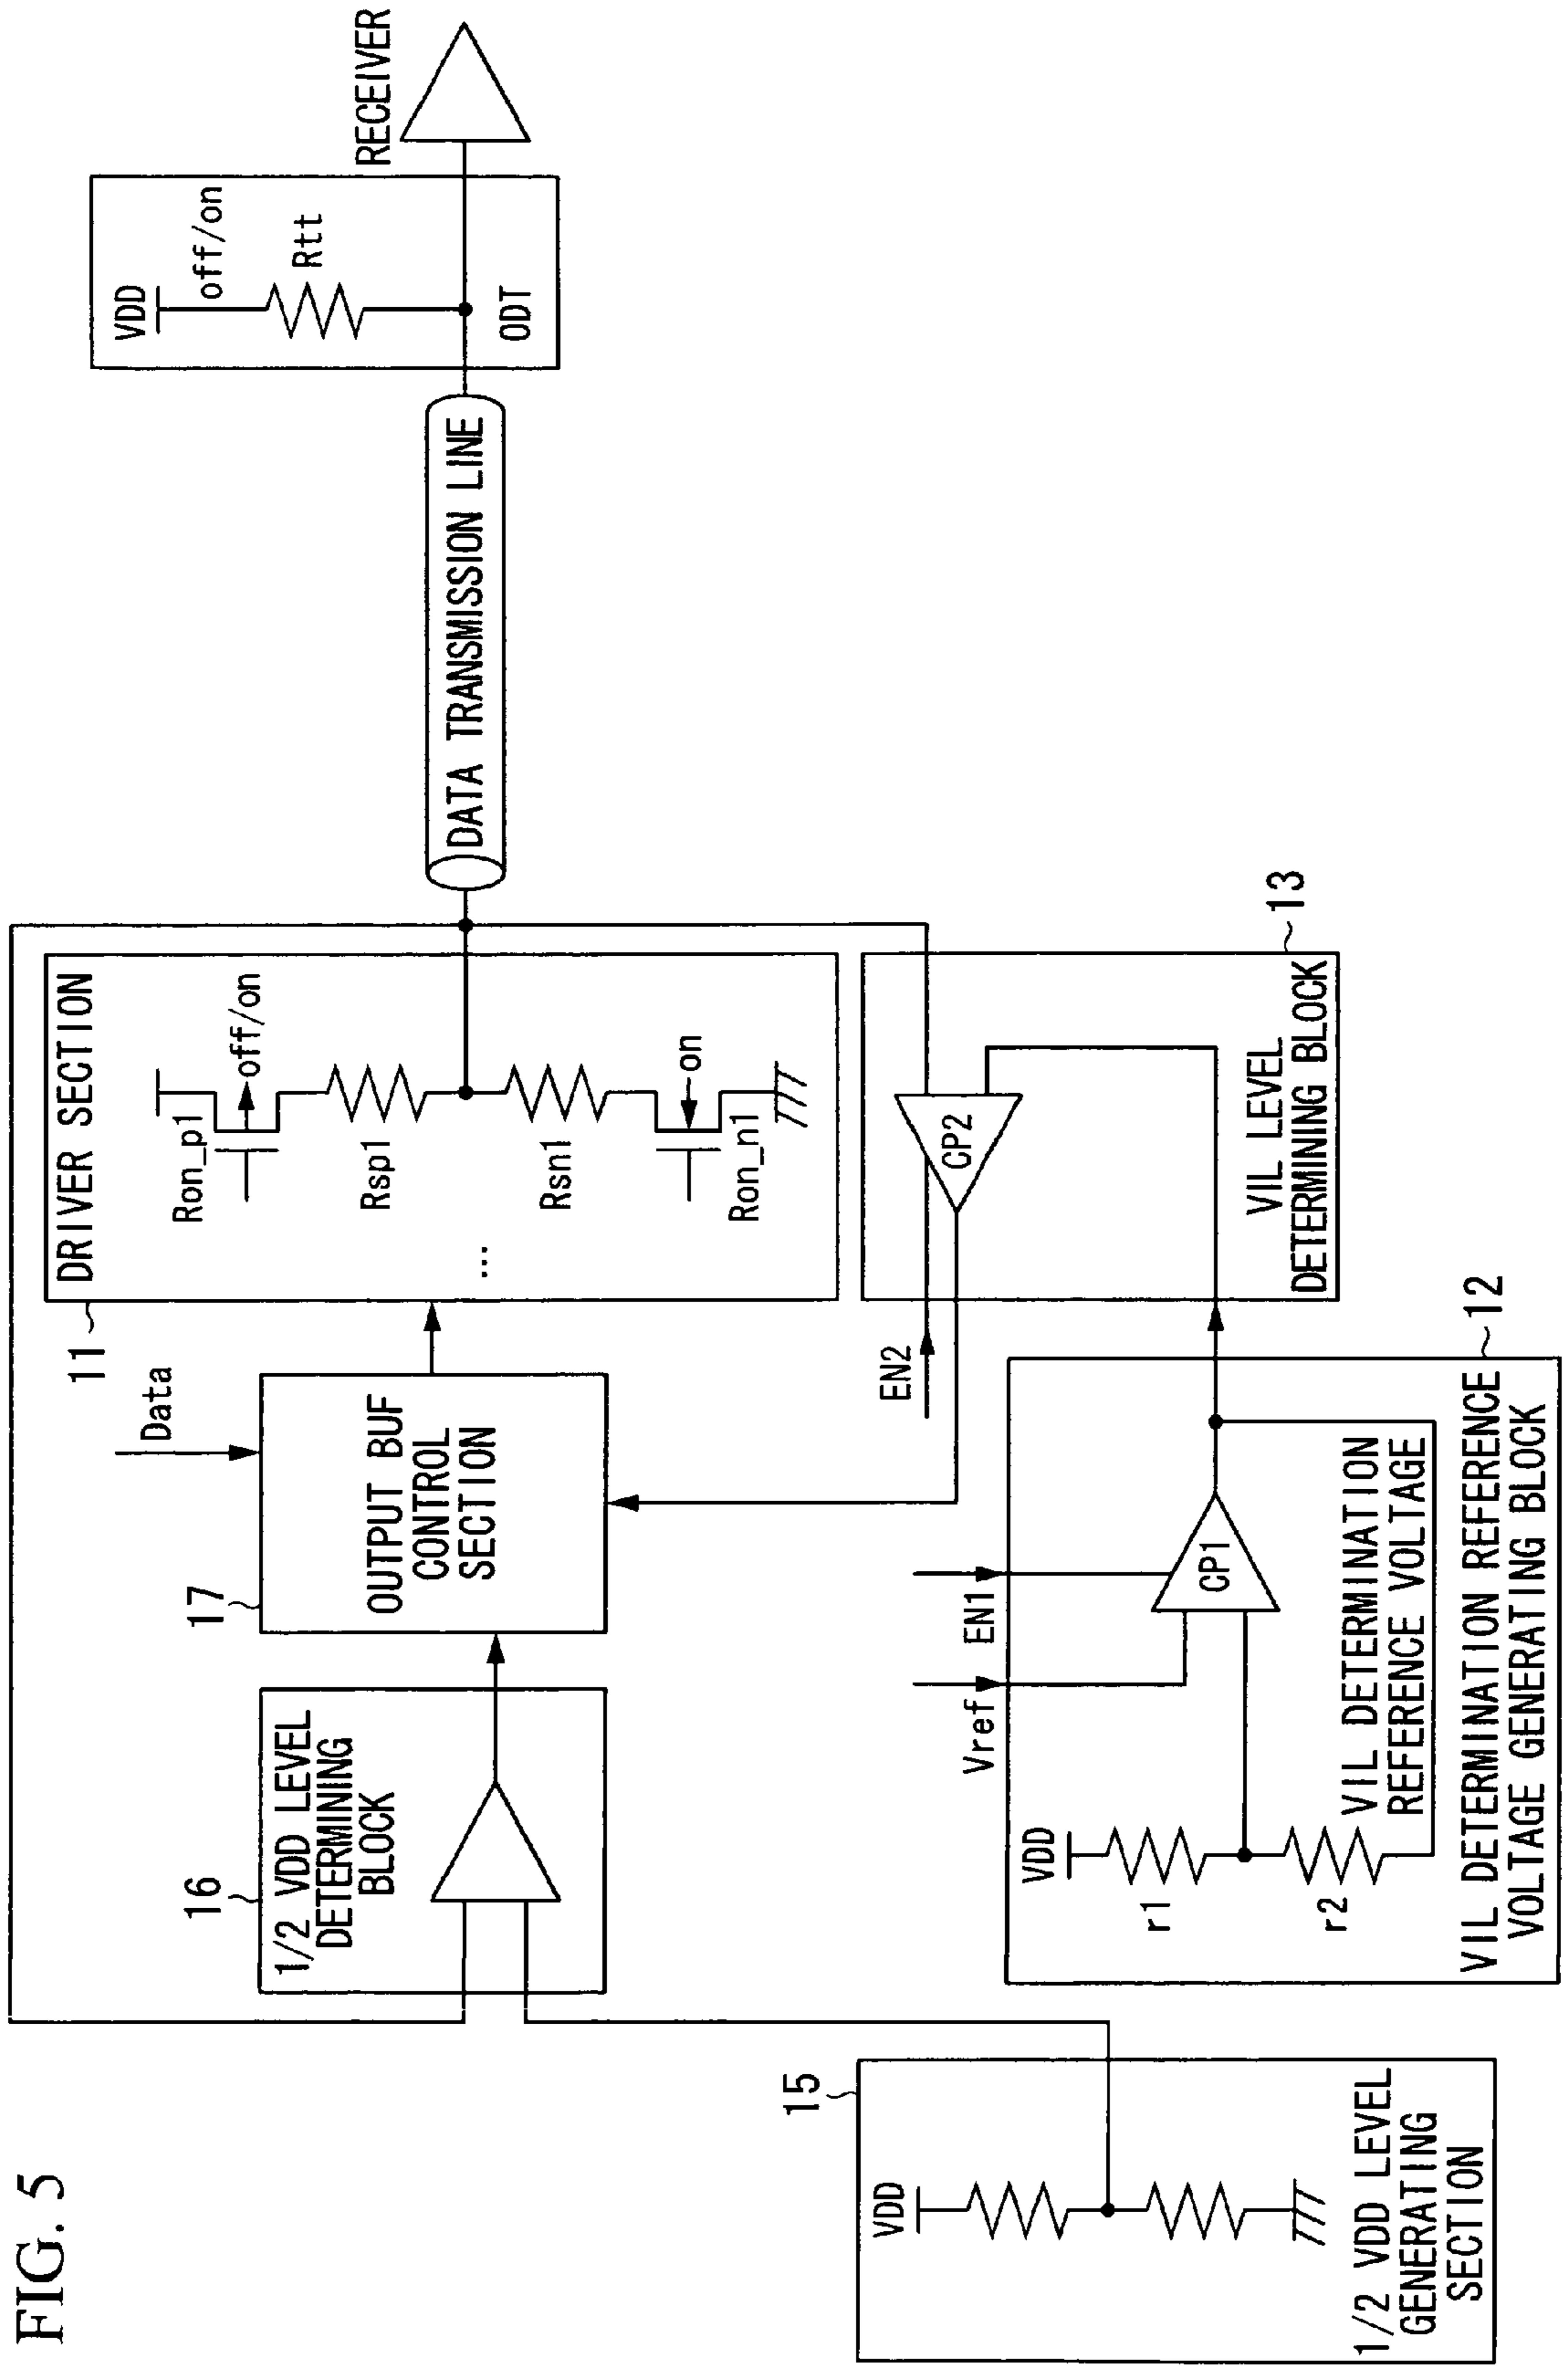 FIG. 5
15
VDD
1/2 VDD LEVEL
GENERATING
SECTION
16
1/2 VDD LEVEL
DETERMINING
BLOCK
17
OUTPUT BUF
CONTROL
SECTION
Data
11
DRIVER SECTION
Ron_p1
off/on
Rsp1
Rsn1
Ron_n1
on
...
DATA TRANSMISSION LINE
VDD
off/on
Rtt
ODT
RECEIVER
Vref
EN1
VDD
r1
r2
CP1
VIL DETERMINATION
REFERENCE VOLTAGE
VIL DETERMINATION REFERENCE
VOLTAGE GENERATING BLOCK
12
EN2
CP2
VIL LEVEL
DETERMINING BLOCK
13